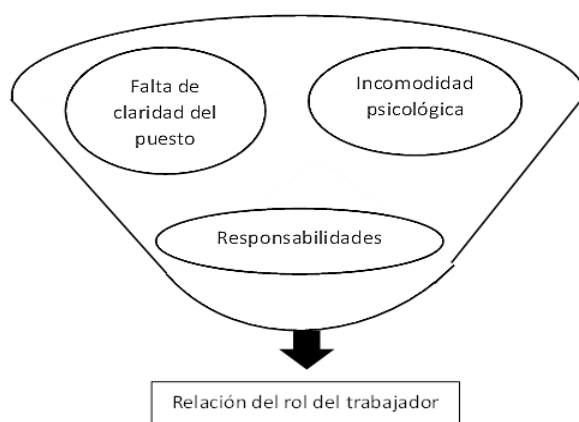 Falta de
claridad del
puesto
Incomodidad
psicológica
Responsabilidades
Relación del rol del trabajador